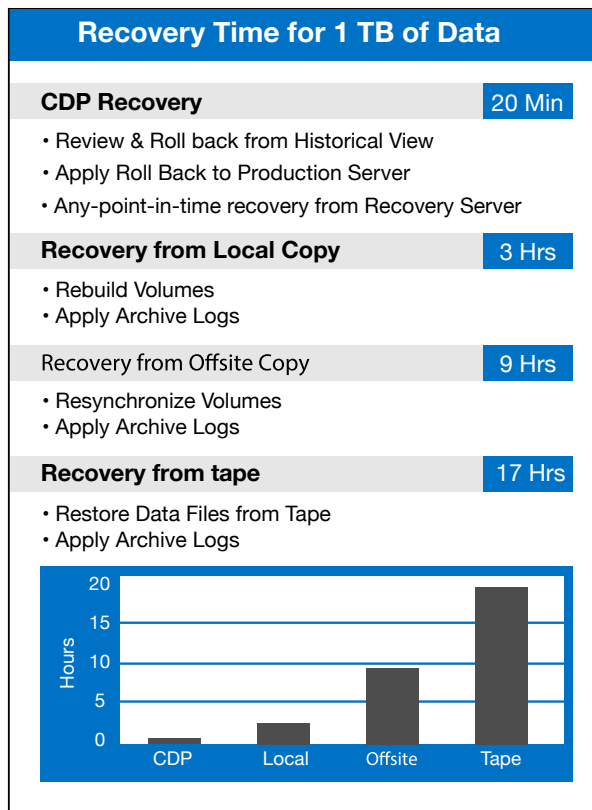 Recovery Time for 1 TB of Data
CDP Recovery 20 Min
• Review & Roll back from Historical View
• Apply Roll Back to Production Server
• Any-point-in-time recovery from Recovery Server
Recovery from Local Copy 3 Hrs
• Rebuild Volumes
• Apply Archive Logs
Recovery from Offsite Copy 9 Hrs
• Resynchronize Volumes
• Apply Archive Logs
Recovery from tape 17 Hrs
• Restore Data Files from Tape
• Apply Archive Logs
20
15
10
5
0
Hours
CDP Local Offsite Tape